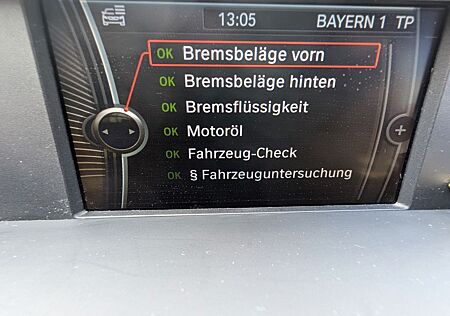 13:05 BAYERN 1 TP
OK Bremsbeläge vorn
OK Bremsbeläge hinten
OK Bremsflüssigkeit
OK Motoröl
OK Fahrzeug-Check
OK § Fahrzeuguntersuchung